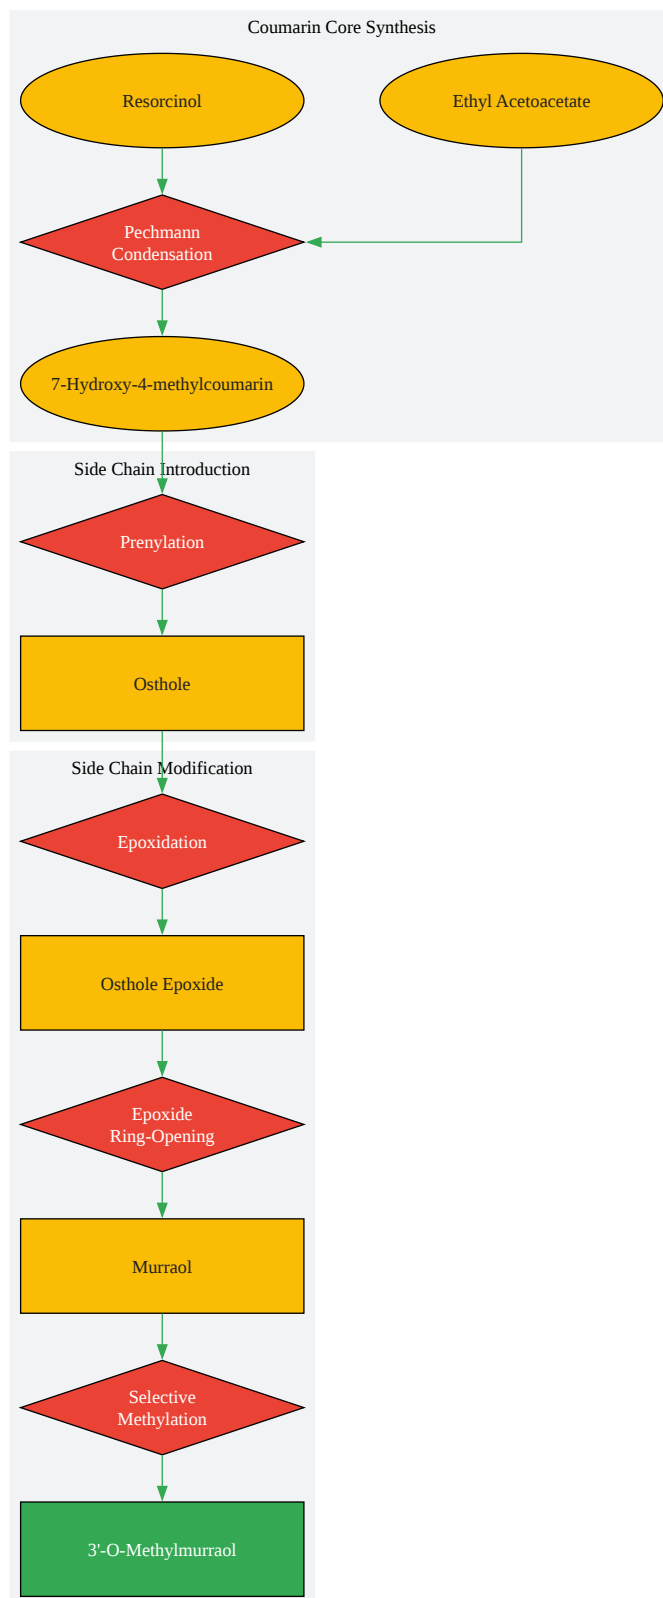 Coumarin Core Synthesis
Resorcinol
Ethyl Acetoacetate
Pechmann
Condensation
7-Hydroxy-4-methylcoumarin
Side Chain Introduction
Prenylation
Osthole
Side Chain Modification
Epoxidation
Osthole Epoxide
Epoxide
Ring-Opening
Murraol
Selective
Methylation
3'-O-Methylmurraol